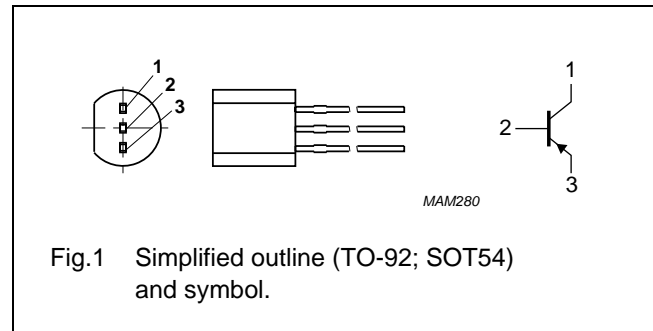 1
2
3
1
2
3
MAM280
Fig.1 Simplified outline (TO-92; SOT54)
and symbol.